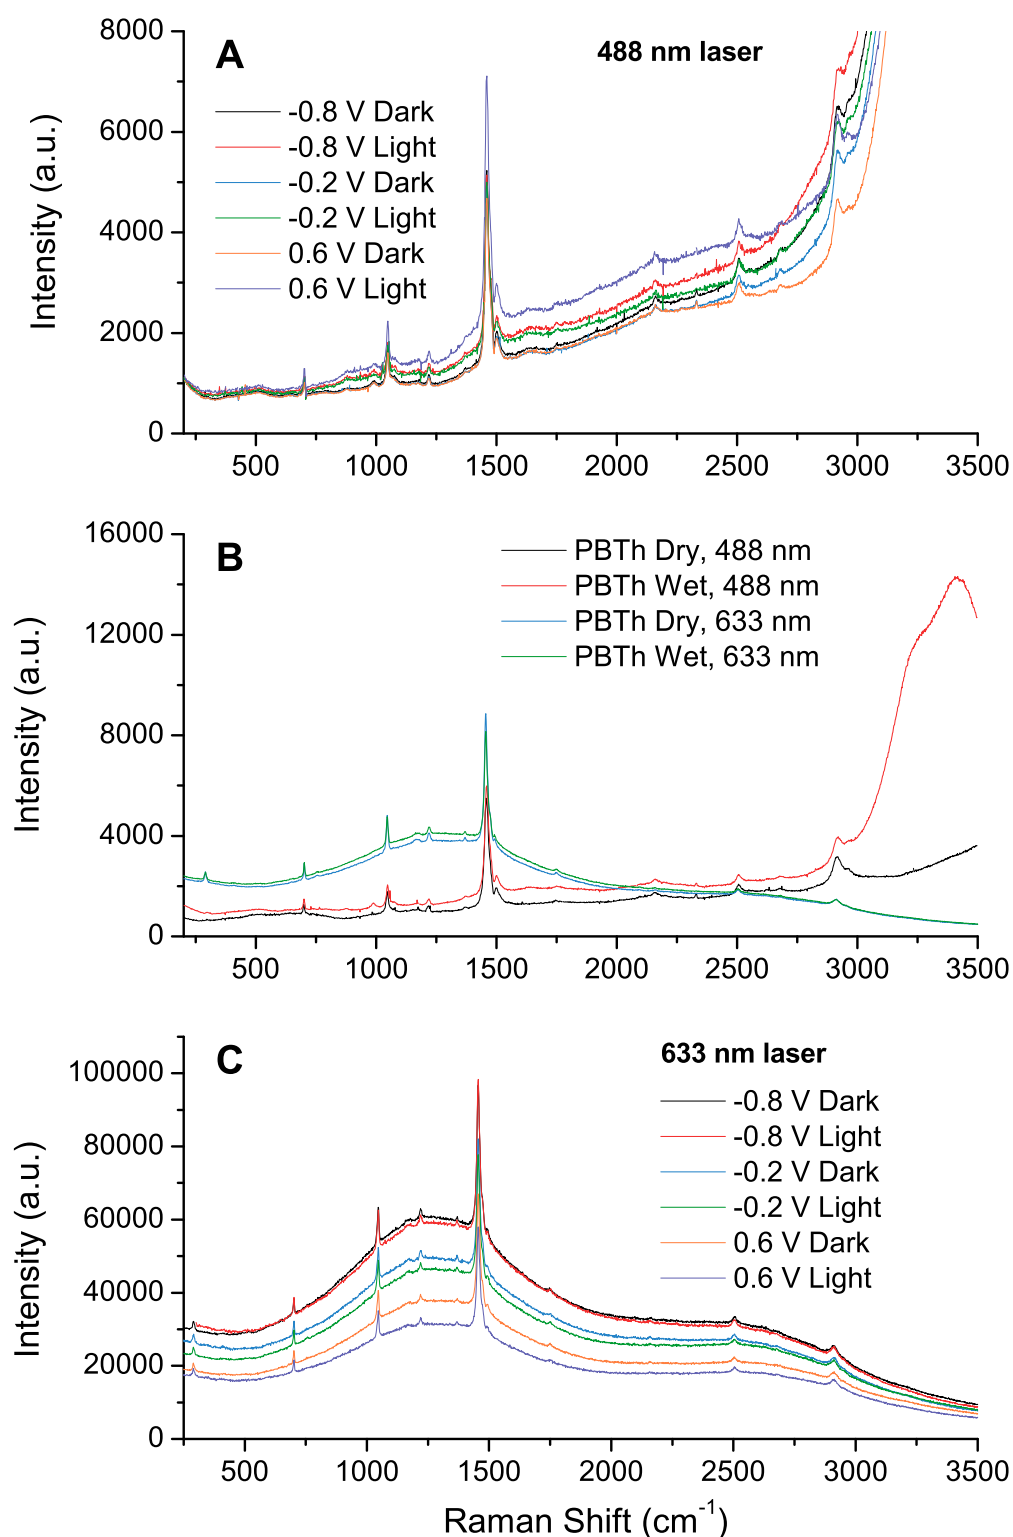 A
488 nm laser
-0.8 V Dark
-0.8 V Light
-0.2 V Dark
-0.2 V Light
0.6 V Dark
0.6 V Light
Intensity (a.u.)
8000
6000
4000
2000
0
500 1000 1500 2000 2500 3000 3500
B
PBTh Dry, 488 nm
PBTh Wet, 488 nm
PBTh Dry, 633 nm
PBTh Wet, 633 nm
Intensity (a.u.)
16000
12000
8000
4000
0
500 1000 1500 2000 2500 3000 3500
C
633 nm laser
-0.8 V Dark
-0.8 V Light
-0.2 V Dark
-0.2 V Light
0.6 V Dark
0.6 V Light
Intensity (a.u.)
100000
80000
60000
40000
20000
0
500 1000 1500 2000 2500 3000 3500
Raman Shift (cm⁻¹)